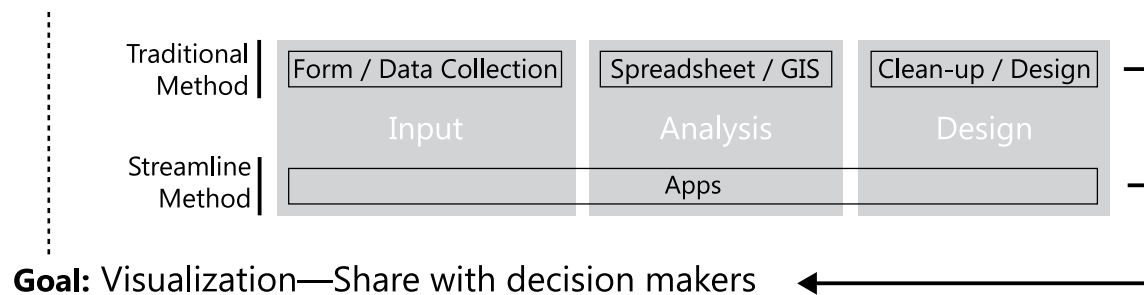 Traditional
Method
Form / Data Collection
Spreadsheet / GIS
Clean-up / Design
Input
Analysis
Design
Streamline
Method
Apps
Goal: Visualization—Share with decision makers